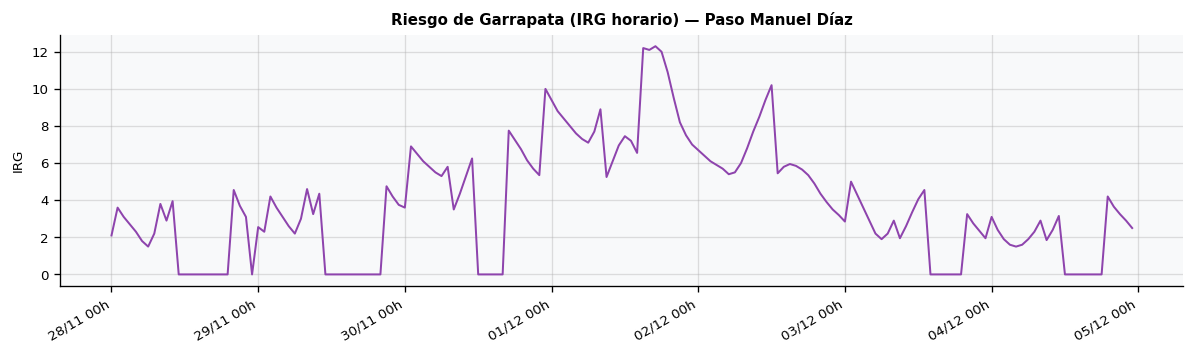 Riesgo de Garrapata (IRG horario) — Paso Manuel Díaz
IRG
12
10
8
6
4
2
0
28/11 00h
29/11 00h
30/11 00h
01/12 00h
02/12 00h
03/12 00h
04/12 00h
05/12 00h